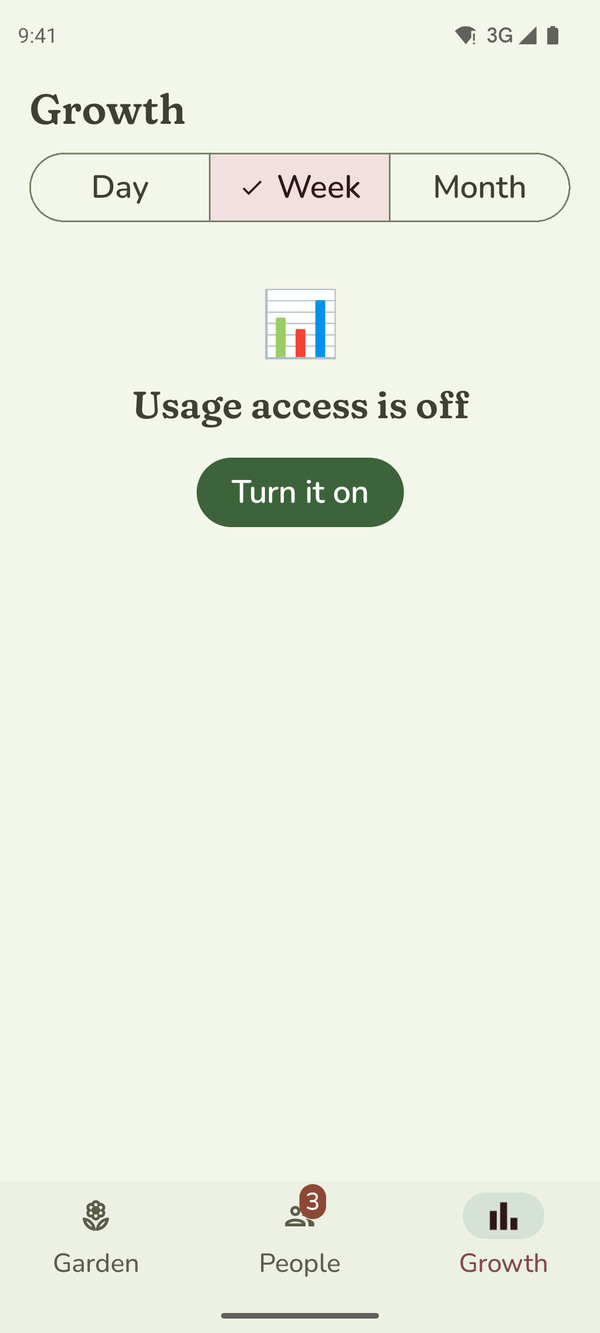 9:41
3G
Growth
Day
Week
Month
Usage access is off
Turn it on
3
Garden
People
Growth